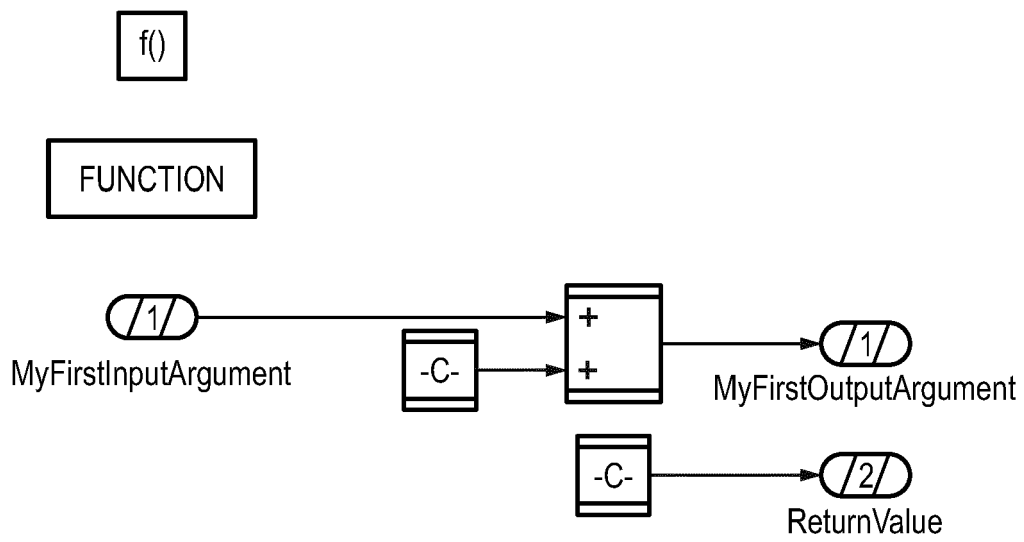 f()
FUNCTION
1
+
MyFirstInputArgument
-C-
+
1
MyFirstOutputArgument
-C-
2
ReturnValue